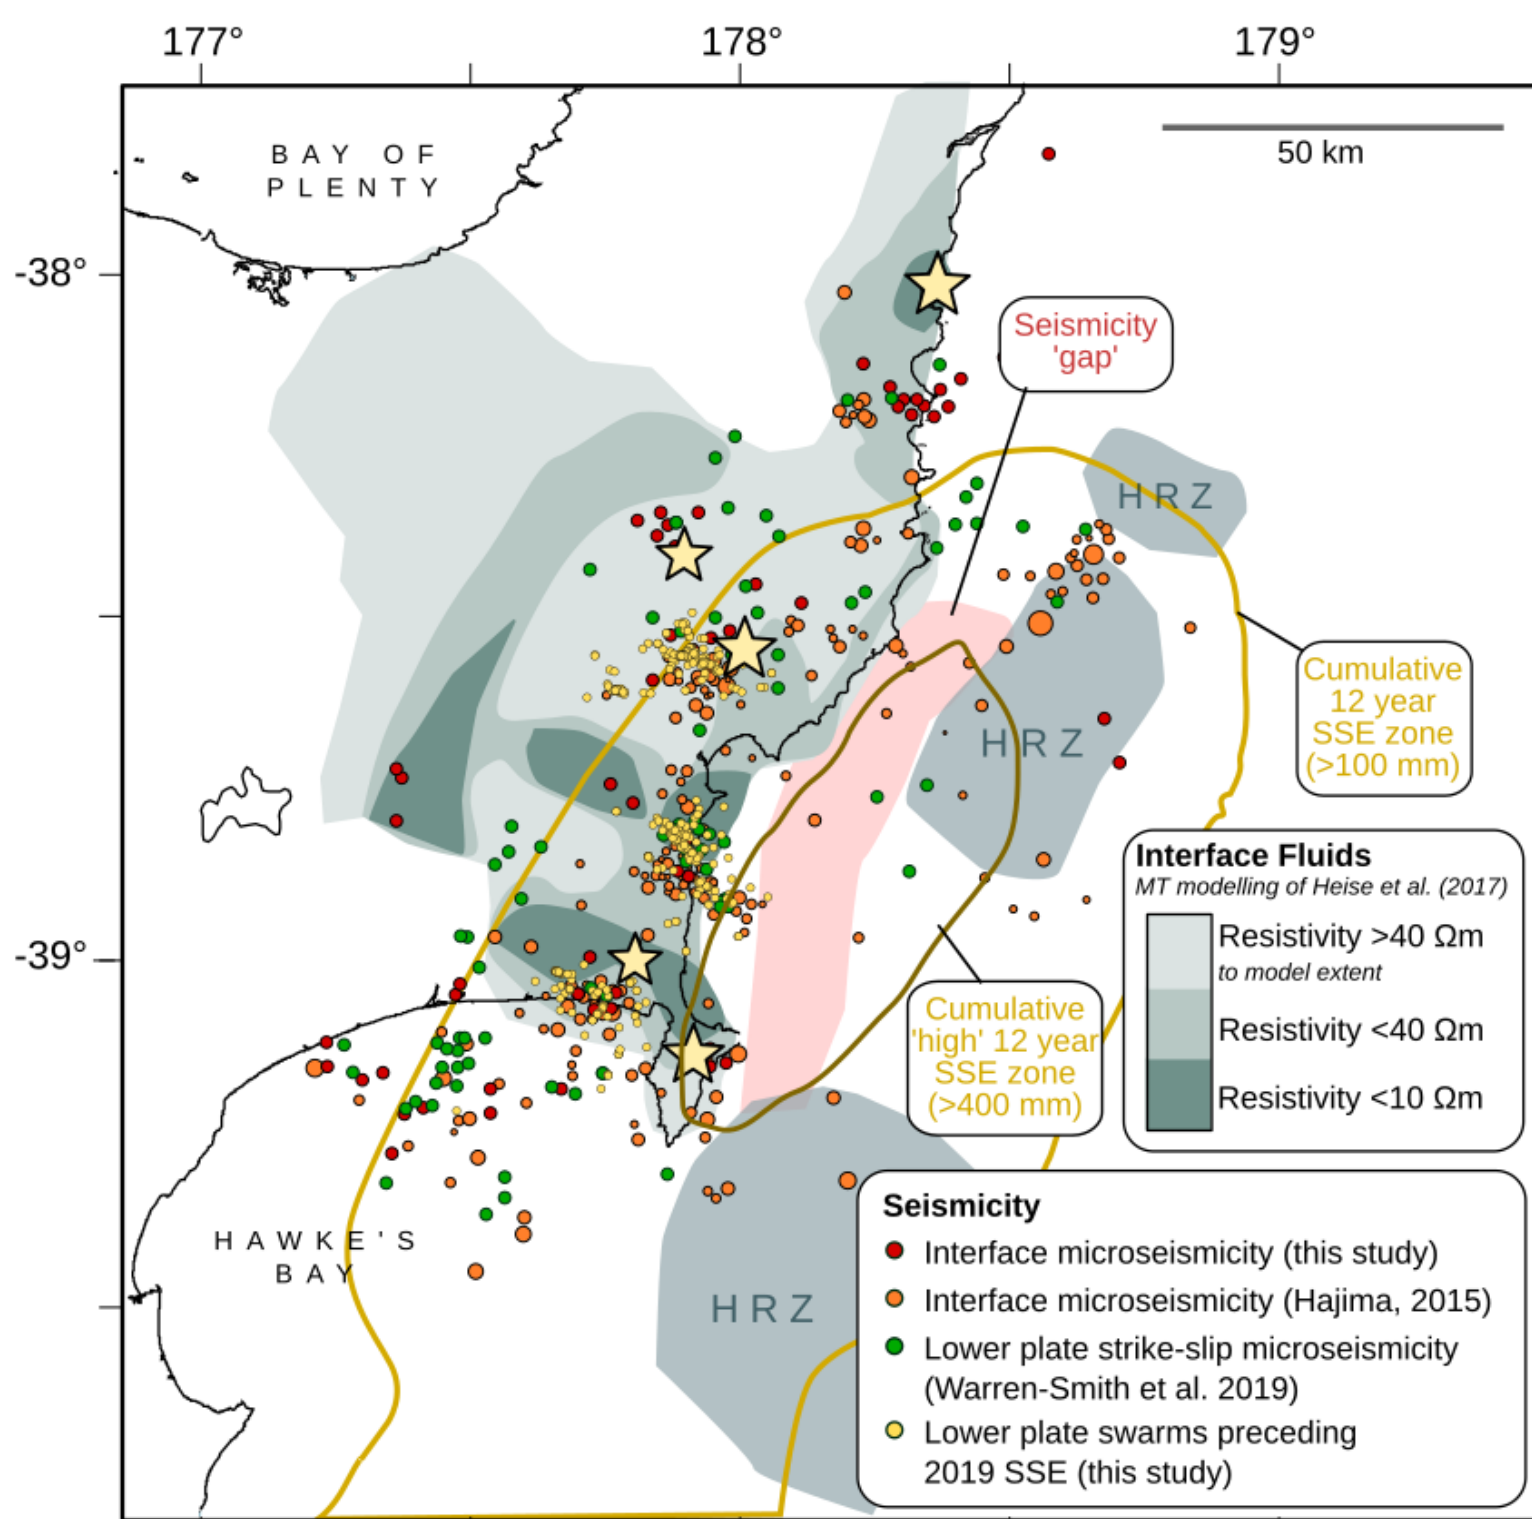 177°
178°
179°
BAY OF
PLENTY
50 km
-38°
Seismicity
'gap'
HRZ
Cumulative
12 year
SSE zone
(>100 mm)
HRZ
Interface Fluids
MT modelling of Heise et al. (2017)
Resistivity >40 Ωm
to model extent
Resistivity <40 Ωm
Resistivity <10 Ωm
-39°
Cumulative
'high' 12 year
SSE zone
(>400 mm)
HAWKE'S
BAY
HRZ
Seismicity
Interface microseismicity (this study)
Interface microseismicity (Hajima, 2015)
Lower plate strike-slip microseismicity
(Warren-Smith et al. 2019)
Lower plate swarms preceding
2019 SSE (this study)